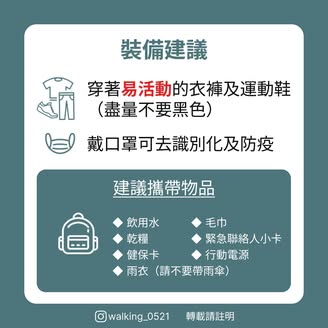 裝備建議
穿著易活動的衣褲及運動鞋
（盡量不要黑色）
戴口罩可去識別化及防疫
建議攜帶物品
◆ 飲用水
◆ 乾糧
◆ 健保卡
◆ 雨衣（請不要帶雨傘）
◆ 毛巾
◆ 緊急聯絡人小卡
◆ 行動電源
walking_0521 轉載請註明